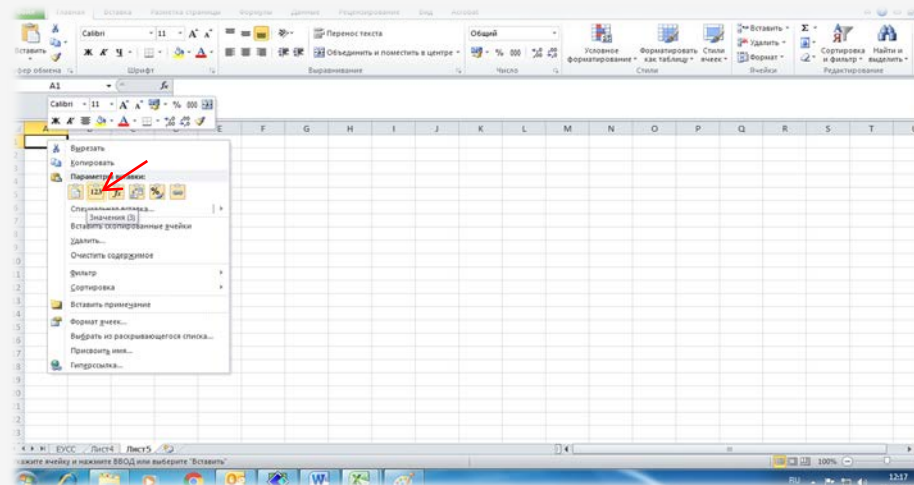 Главная Вставка Разметка страницы Формулы Данные Рецензирование Вид Acrobat
Calibri 11 Перенос текста Общий Вставить Σ
Удалить
Ж К Ч Объединить и поместить в центре % 000 Условное форматирование Форматировать как таблицу Стили ячеек Формат Сортировка и фильтр Найти и выделить
Шрифт Выравнивание Число Стили Ячейки Редактирование
A1 fx
Calibri 11 % 000
Ж К
A E F G H I J K L M N O P Q R S T
Вырезать
Копировать
Параметры вставки:
123 fx %
Специальная вставка...
Значения (З)
Вставить скопированные ячейки
Удалить...
Очистить содержимое
Фильтр
Сортировка
Вставить примечание
Формат ячеек...
Выбрать из раскрывающегося списка...
Присвоить имя...
Гиперссылка...
ЕУСС Лист4 Лист5
ячейку и нажмите ВВОД или выберите "Вставить"
100%
RU 12:17